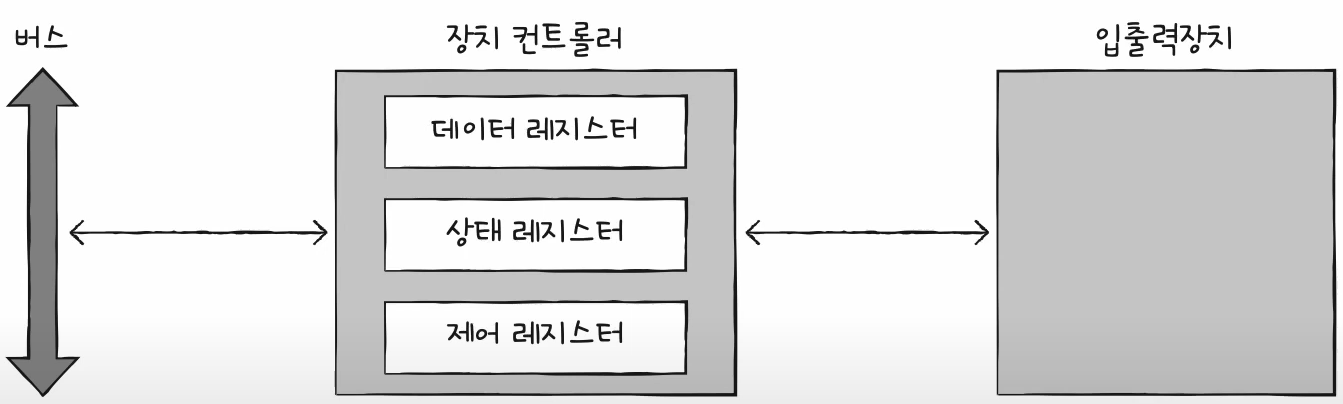 버스
장치 컨트롤러
입출력장치
데이터 레지스터
상태 레지스터
제어 레지스터